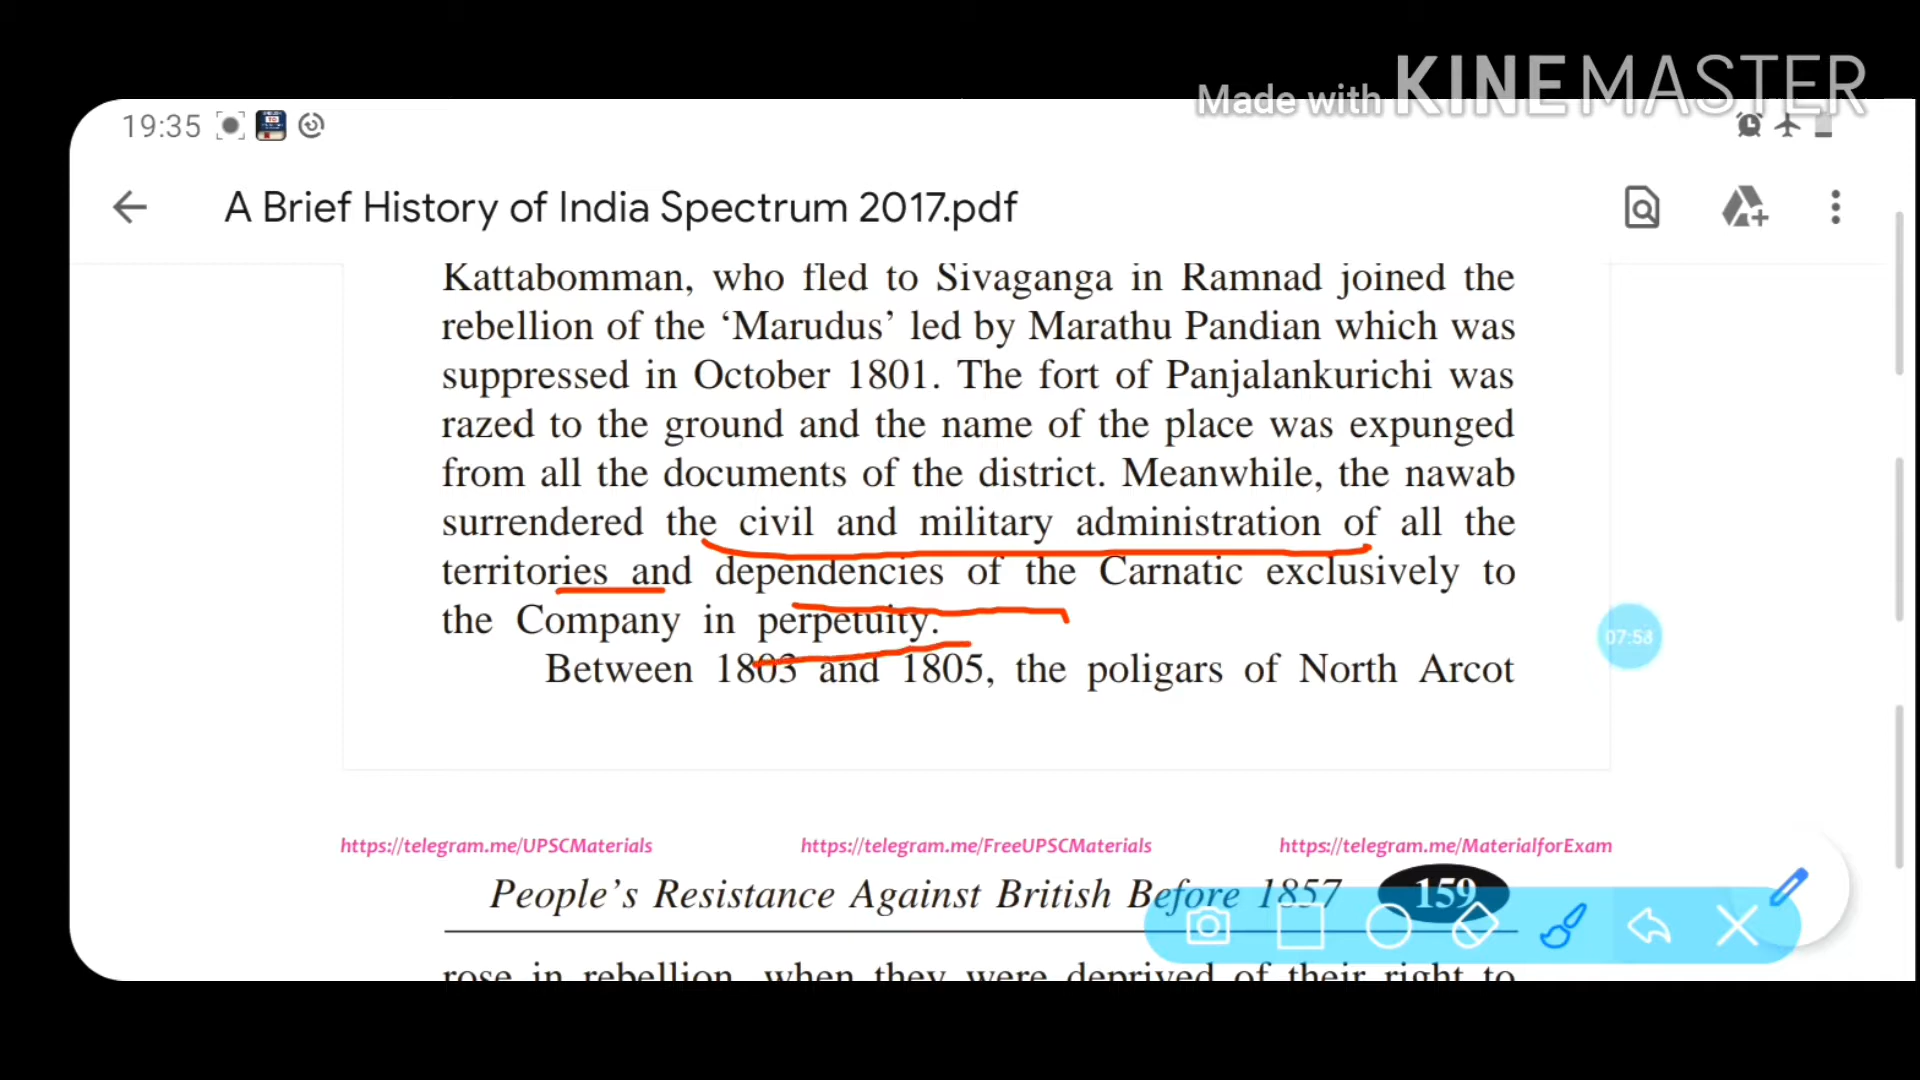 Made with KINEMASTER
19:35
A Brief History of India Spectrum 2017.pdf
Kattabomman, who fled to Sivaganga in Ramnad joined the
rebellion of the ‘Marudus’ led by Marathu Pandian which was
suppressed in October 1801. The fort of Panjalankurichi was
razed to the ground and the name of the place was expunged
from all the documents of the district. Meanwhile, the nawab
surrendered the civil and military administration of all the
territories and dependencies of the Carnatic exclusively to
the Company in perpetuity.
07:58
Between 1803 and 1805, the poligars of North Arcot
https://telegram.me/UPSCMaterials https://telegram.me/FreeUPSCMaterials https://telegram.me/MaterialforExam
People’s Resistance Against British Before 1857 159
rose in rebellion, when they were deprived of their right to